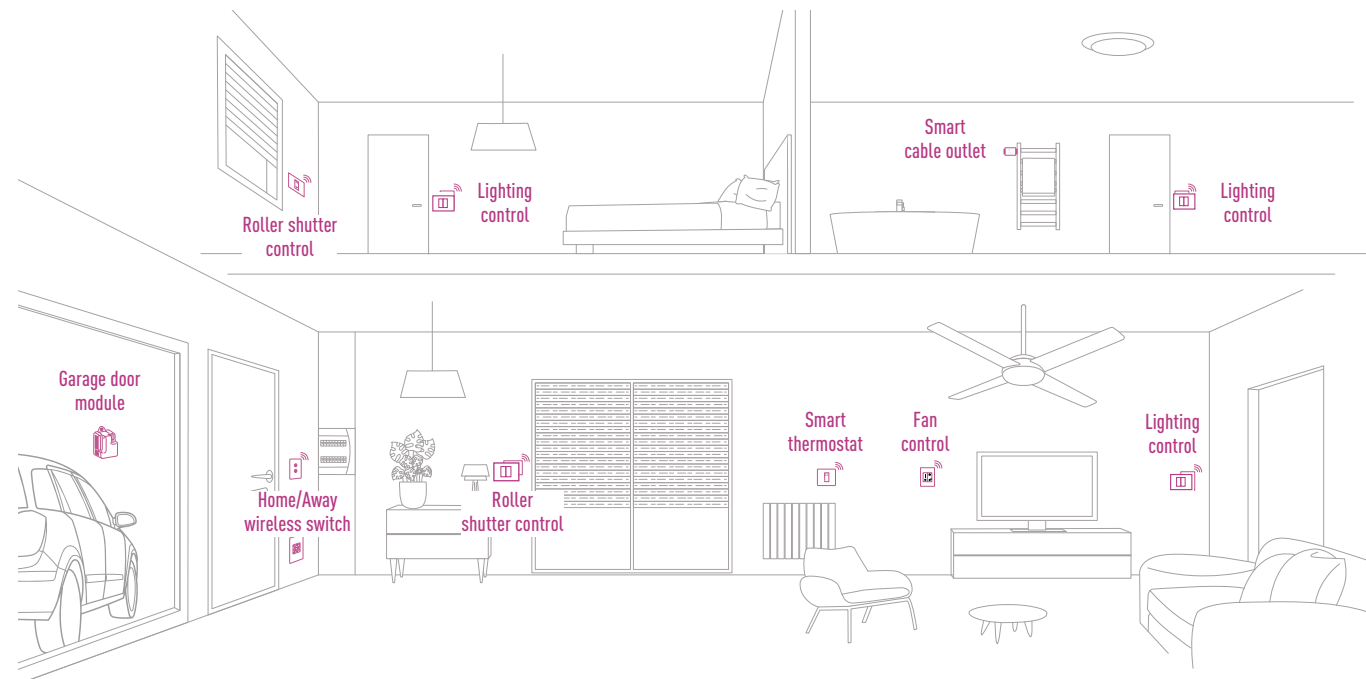 Smart
cable outlet
Lighting
control
Lighting
control
Roller shutter
control
Garage door
module
Home/Away
wireless switch
Roller
shutter control
Smart
thermostat
Fan
control
Lighting
control